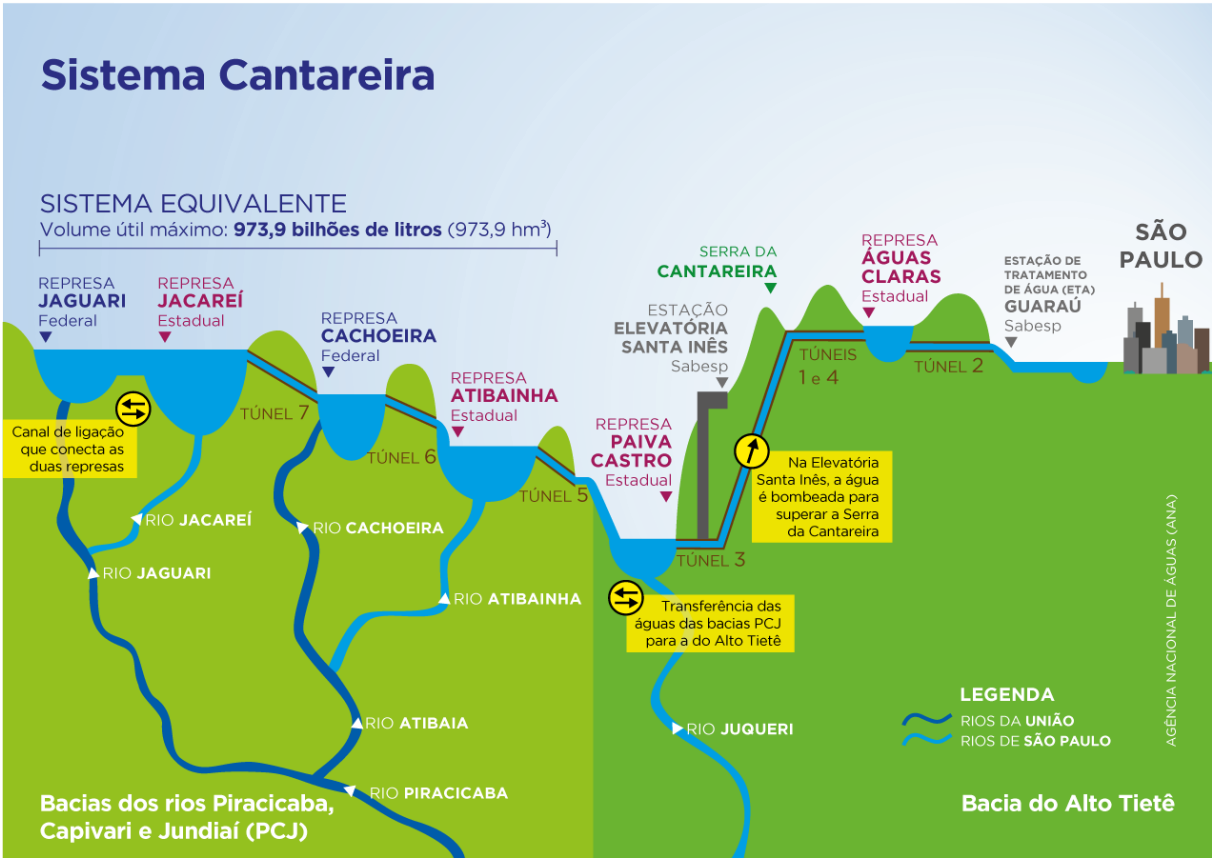 Sistema Cantareira
SISTEMA EQUIVALENTE
Volume útil máximo: 973,9 bilhões de litros (973,9 hm³)
REPRESA
JAGUARI
Federal
REPRESA
JACAREÍ
Estadual
REPRESA
CACHOEIRA
Federal
REPRESA
ATIBAINHA
Estadual
REPRESA
PAIVA
CASTRO
Estadual
ESTAÇÃO
ELEVATÓRIA
SANTA INÊS
Sabesp
SERRA DA
CANTAREIRA
REPRESA
ÁGUAS
CLARAS
Estadual
ESTAÇÃO DE
TRATAMENTO
DE ÁGUA (ETA)
GUARAÚ
Sabesp
SÃO
PAULO
TÚNEL 7
TÚNEL 6
TÚNEL 5
TÚNEL 3
TÚNEIS
1 e 4
TÚNEL 2
Canal de ligação
que conecta as
duas represas
Na Elevatória
Santa Inês, a água
é bombeada para
superar a Serra
da Cantareira
Transferência das
águas das bacias PCJ
para a do Alto Tietê
RIO JACAREÍ
RIO JAGUARI
RIO CACHOEIRA
RIO ATIBAINHA
RIO ATIBAIA
RIO PIRACICABA
RIO JUQUERI
LEGENDA
RIOS DA UNIÃO
RIOS DE SÃO PAULO
AGÊNCIA NACIONAL DE ÁGUAS (ANA)
Bacias dos rios Piracicaba,
Capivari e Jundiaí (PCJ)
Bacia do Alto Tietê